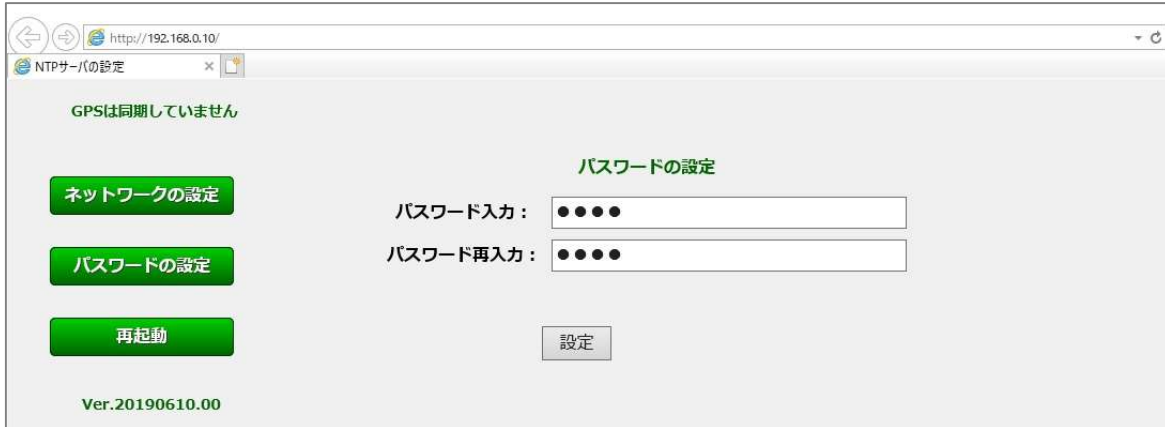 http://192.168.0.10/
NTPサーバの設定
GPSは同期していません
パスワードの設定
ネットワークの設定
パスワード入力：
●●●●
パスワードの設定
パスワード再入力：
●●●●
再起動
設定
Ver.20190610.00